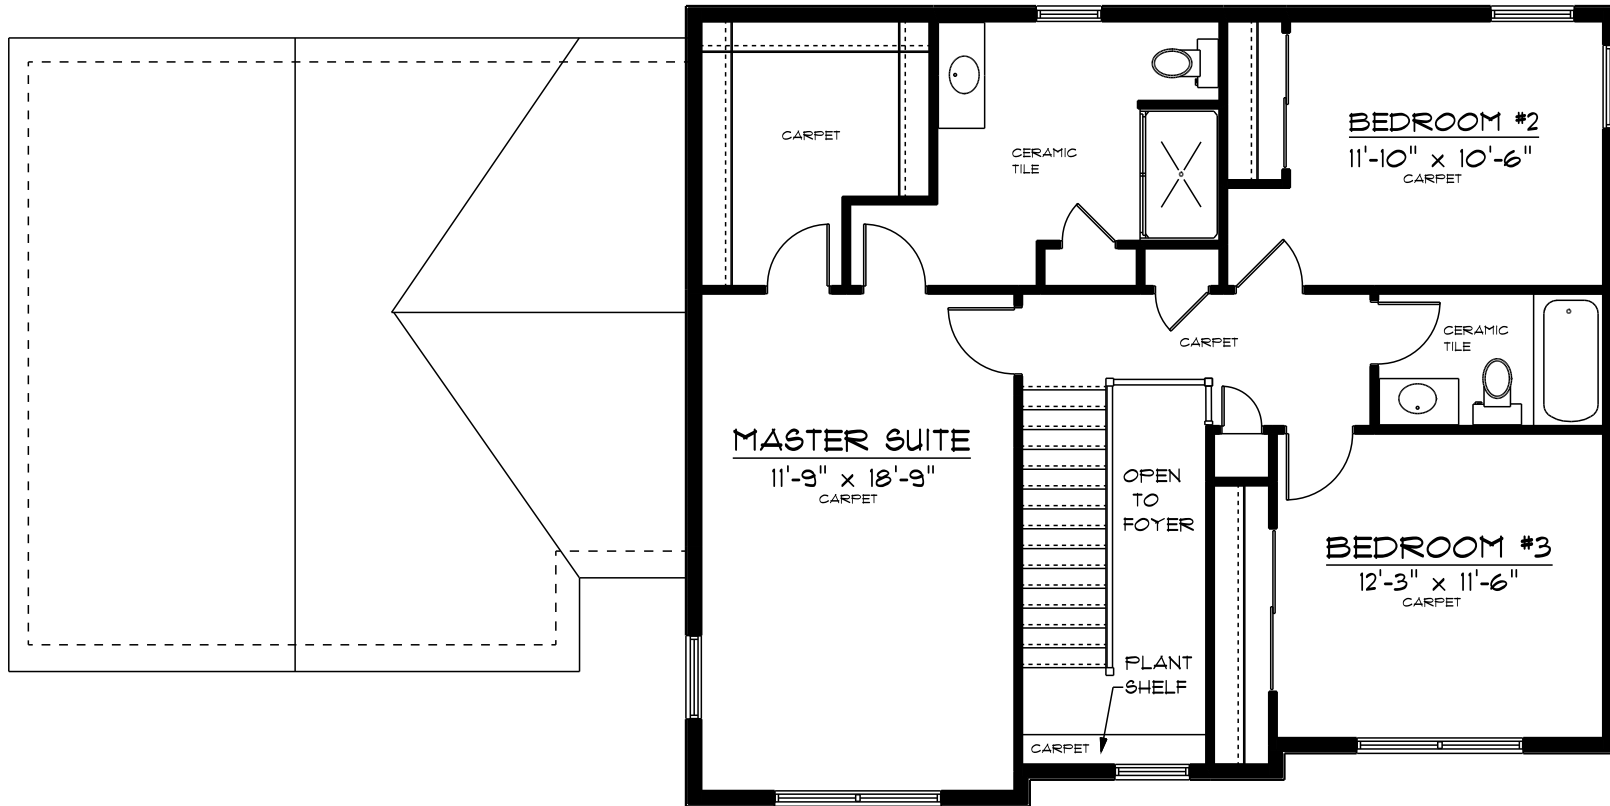 CARPET
CERAMIC
TILE
BEDROOM #2
11'-10" x 10'-6"
CARPET
CERAMIC
TILE
CARPET
MASTER SUITE
11'-9" x 18'-9"
CARPET
OPEN
TO
FOYER
BEDROOM #3
12'-3" x 11'-6"
CARPET
PLANT
SHELF
CARPET